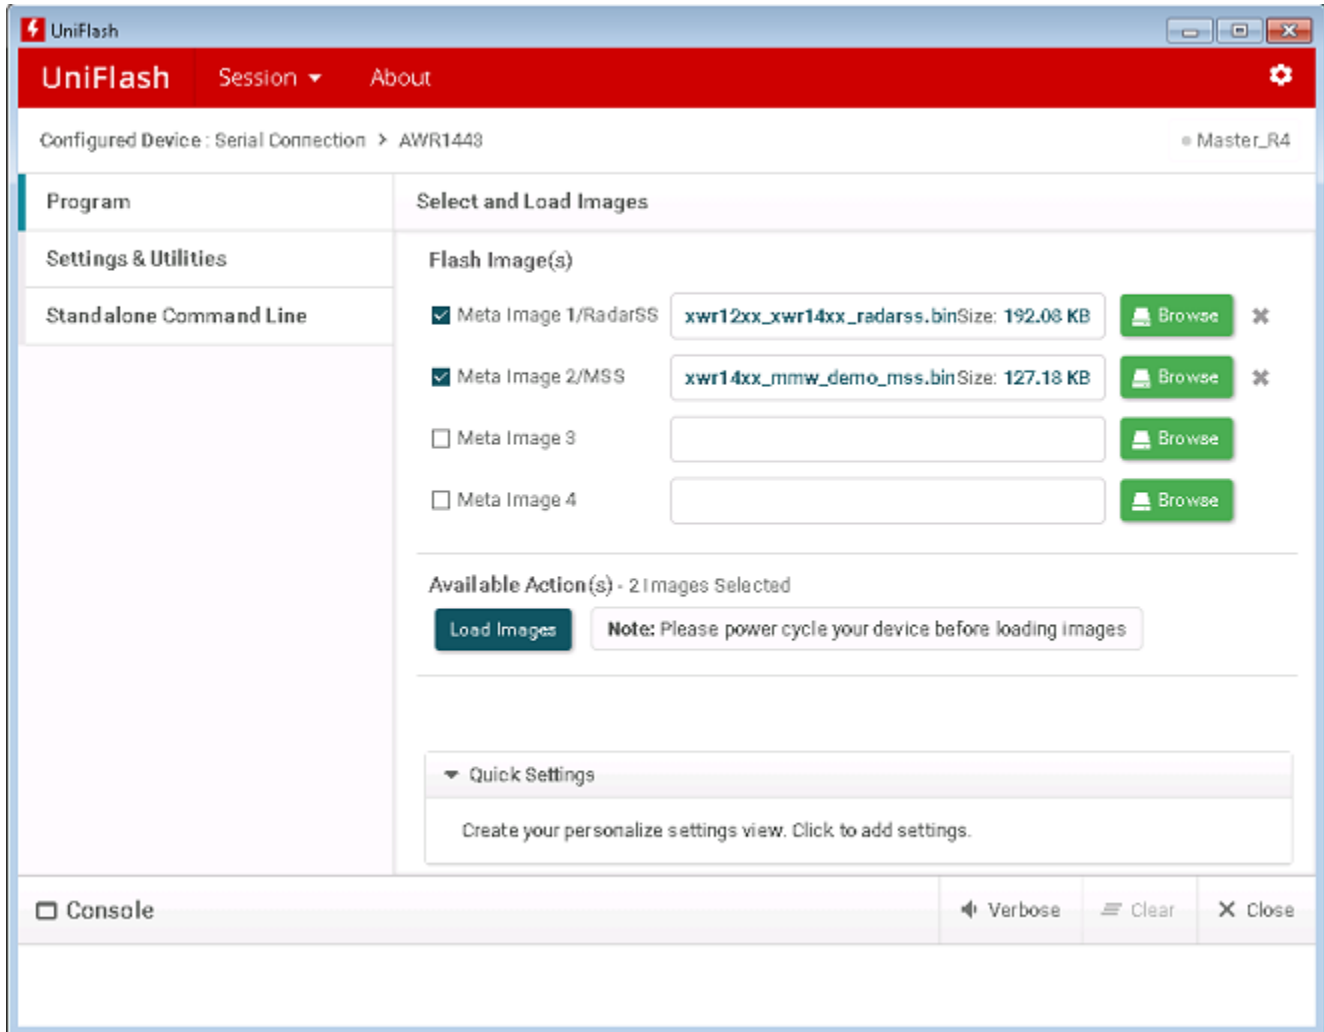 UniFlash
UniFlash Session About
Configured Device : Serial Connection > AWR1443 Master_R4
Program
Settings & Utilities
Standalone Command Line
Select and Load Images
Flash Image(s)
Meta Image 1/RadarSS xwr12xx_xwr14xx_radarss.bin Size: 192.08 KB Browse
Meta Image 2/MSS xwr14xx_mmw_demo_mss.bin Size: 127.18 KB Browse
Meta Image 3 Browse
Meta Image 4 Browse
Available Action(s) - 2 Images Selected
Load Images Note: Please power cycle your device before loading images
Quick Settings
Create your personalize settings view. Click to add settings.
Console Verbose Clear Close